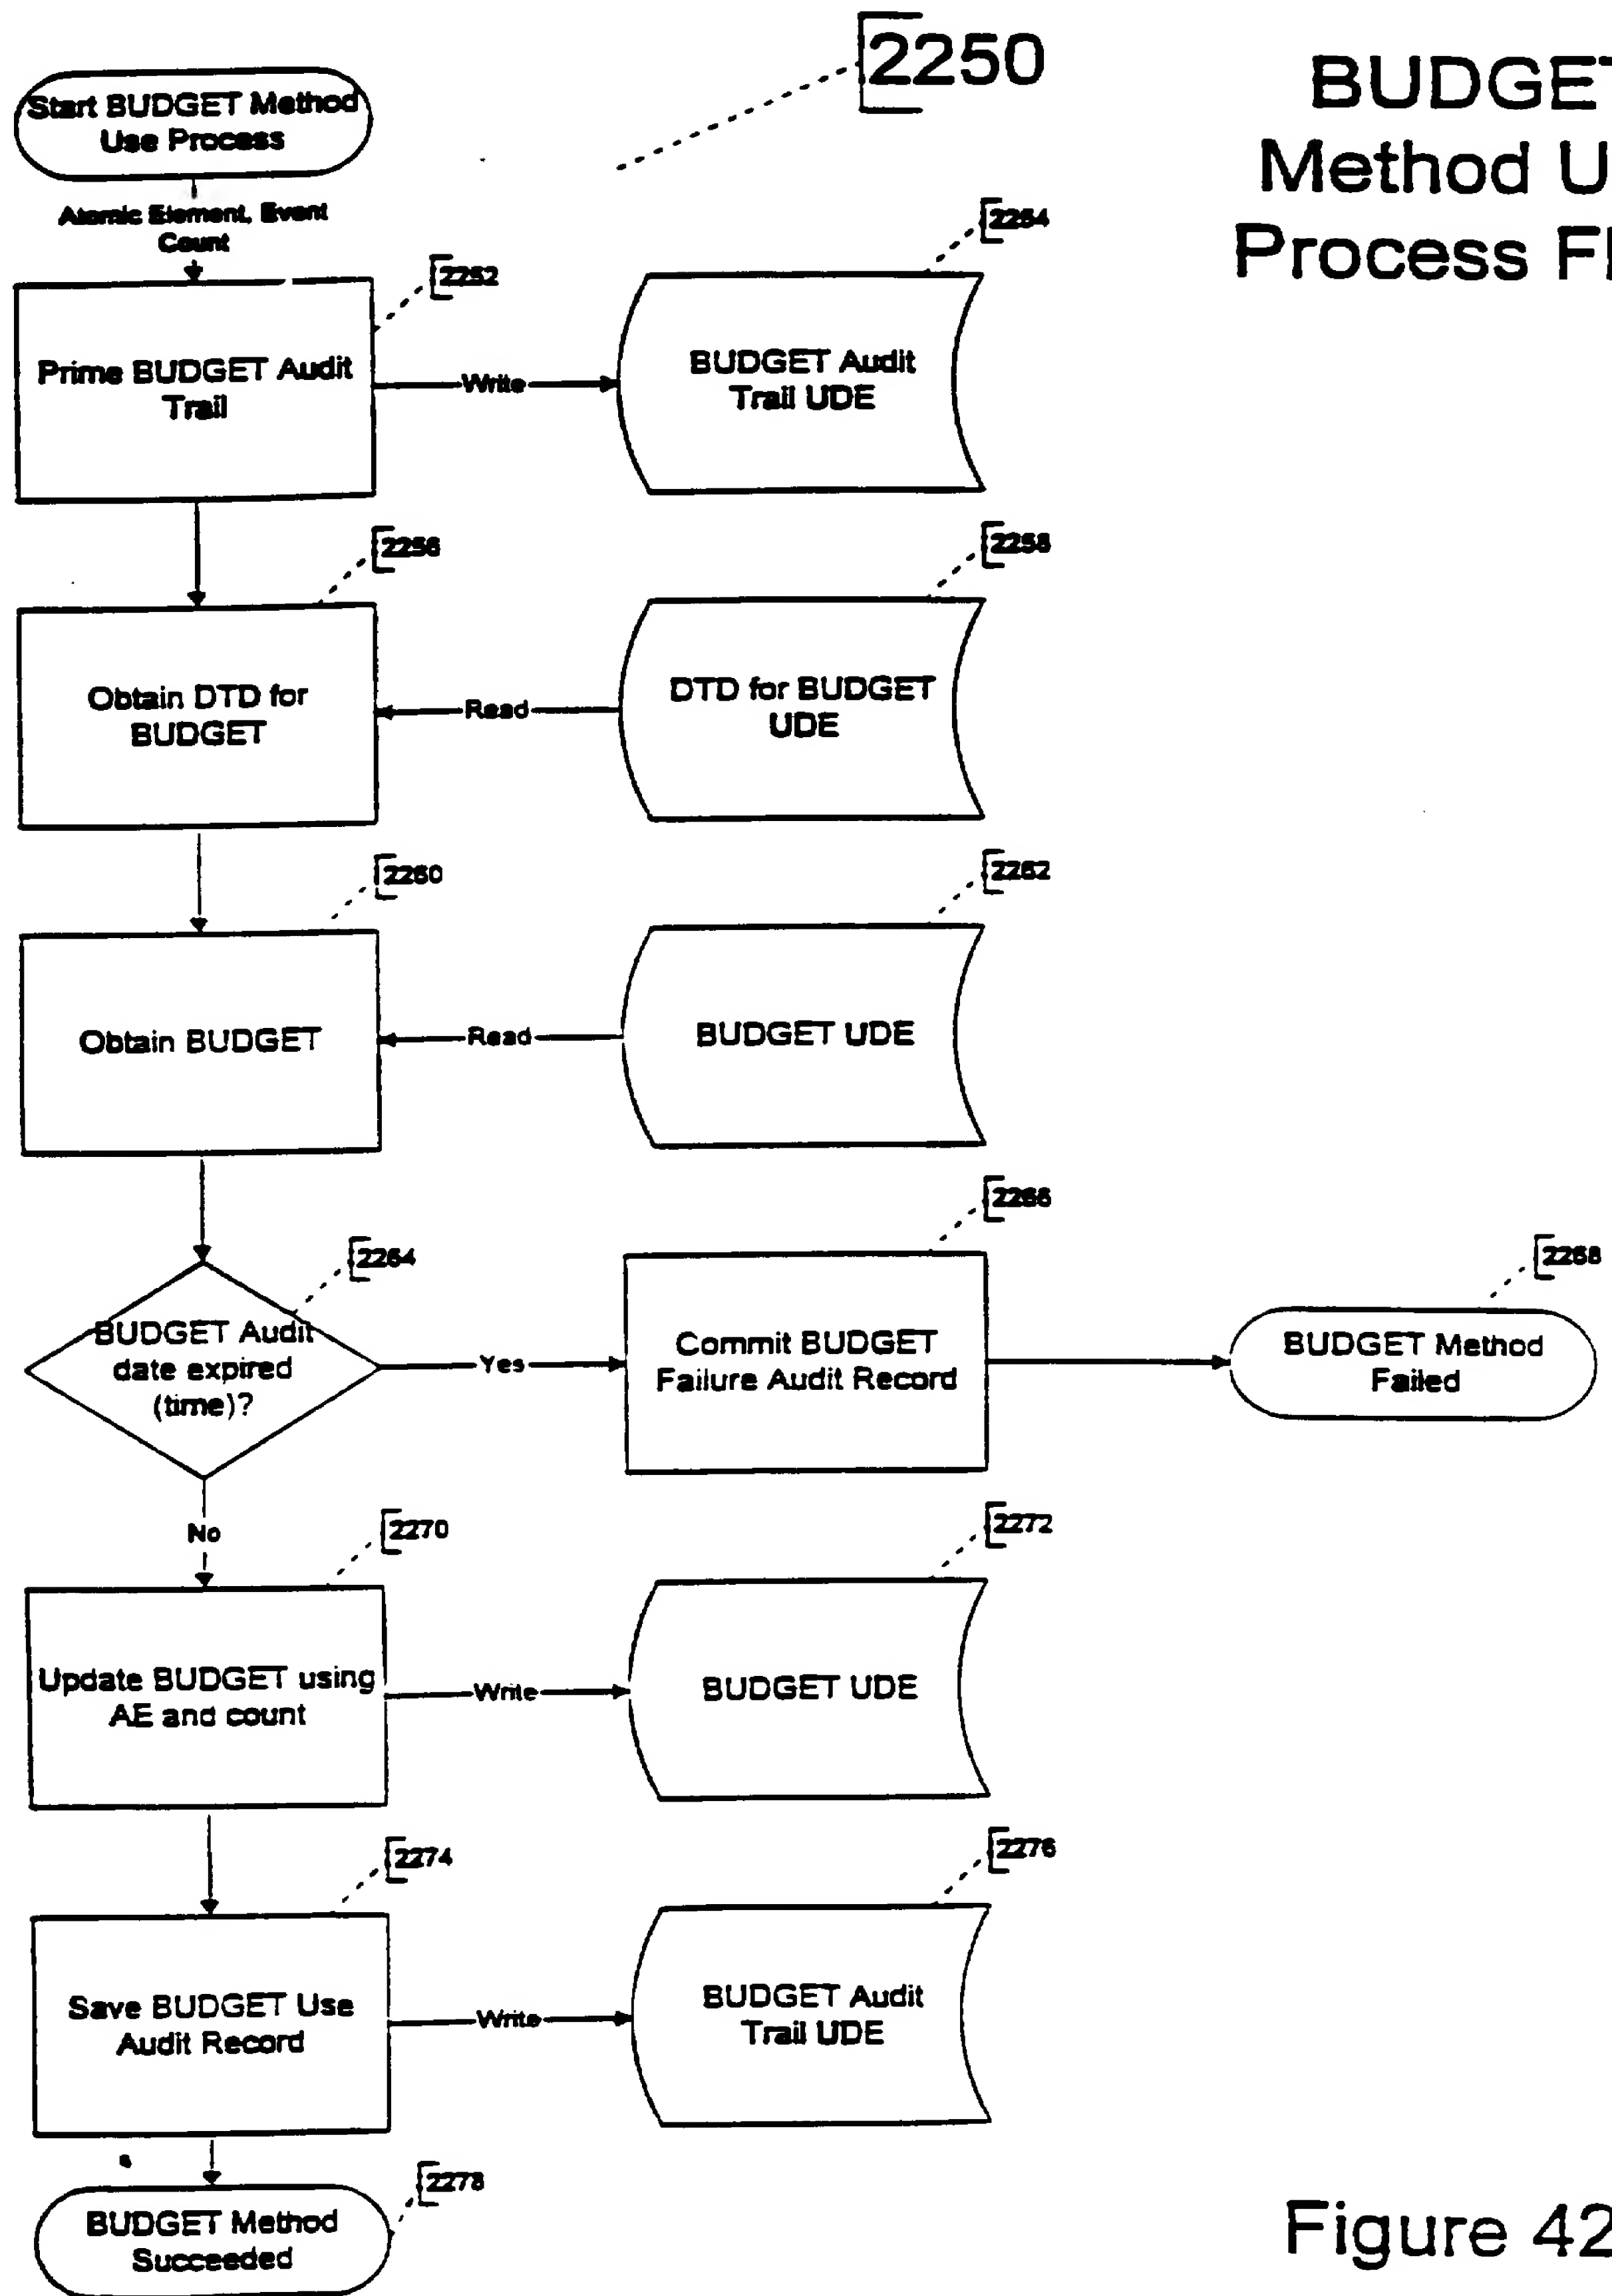 2250
BUDGET
Method U
Process Fl
Start BUDGET Method
Use Process
Atomic Element, Event
Count
2252
2254
Prime BUDGET Audit
Trail
Write
BUDGET Audit
Trail UDE
2256
2258
Obtain DTD for
BUDGET
Read
DTD for BUDGET
UDE
2260
2262
Obtain BUDGET
Read
BUDGET UDE
2264
2266
2268
BUDGET Audit
date expired
(time)?
Yes
Commit BUDGET
Failure Audit Record
BUDGET Method
Failed
No
2270
2272
Update BUDGET using
AE and count
Write
BUDGET UDE
2274
2276
Save BUDGET Use
Audit Record
Write
BUDGET Audit
Trail UDE
2278
BUDGET Method
Succeeded
Figure 42